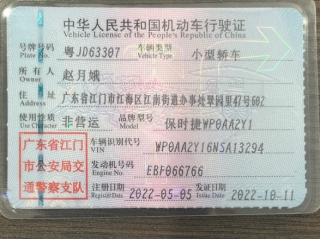 中华人民共和国机动车行驶证
Vehicle License of the People's Republic of China
号牌号码 粤JD63307 车辆类型 小型轿车
Plate No. Vehicle Type
所有人 赵月娥
Owner
住址 广东省江门市江海区江南街道办事处翠园里47号602
Address
使用性质 非营运 品牌型号 保时捷WP0AA2YI
Use Character Model
广东省江门
市公安局交
通警察支队
车辆识别代号 WP0AA2Y16NSA13294
VIN
发动机号码 EBF066766
Engine No.
注册日期 2022-05-05 发证日期 2022-10-11
Register Date Issue Date